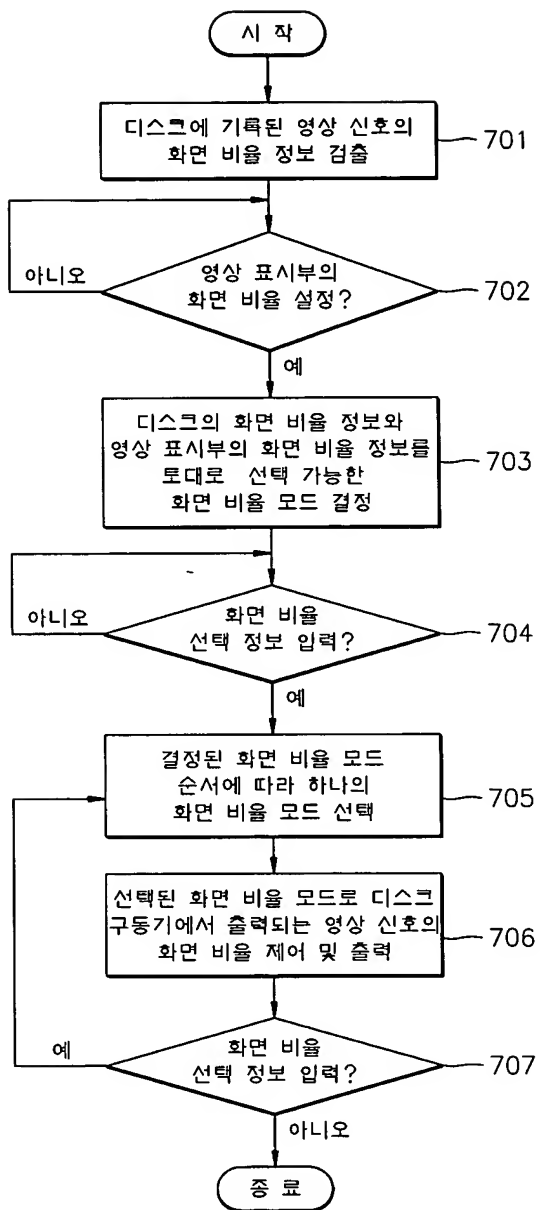 시 작
디스크에 기록된 영상 신호의
화면 비율 정보 검출
701
아니오
영상 표시부의
화면 비율 설정?
702
예
디스크의 화면 비율 정보와
영상 표시부의 화면 비율 정보를
토대로 선택 가능한
화면 비율 모드 결정
703
아니오
화면 비율
선택 정보 입력?
704
예
결정된 화면 비율 모드
순서에 따라 하나의
화면 비율 모드 선택
705
선택된 화면 비율 모드로 디스크
구동기에서 출력되는 영상 신호의
화면 비율 제어 및 출력
706
예
화면 비율
선택 정보 입력?
707
아니오
종 료